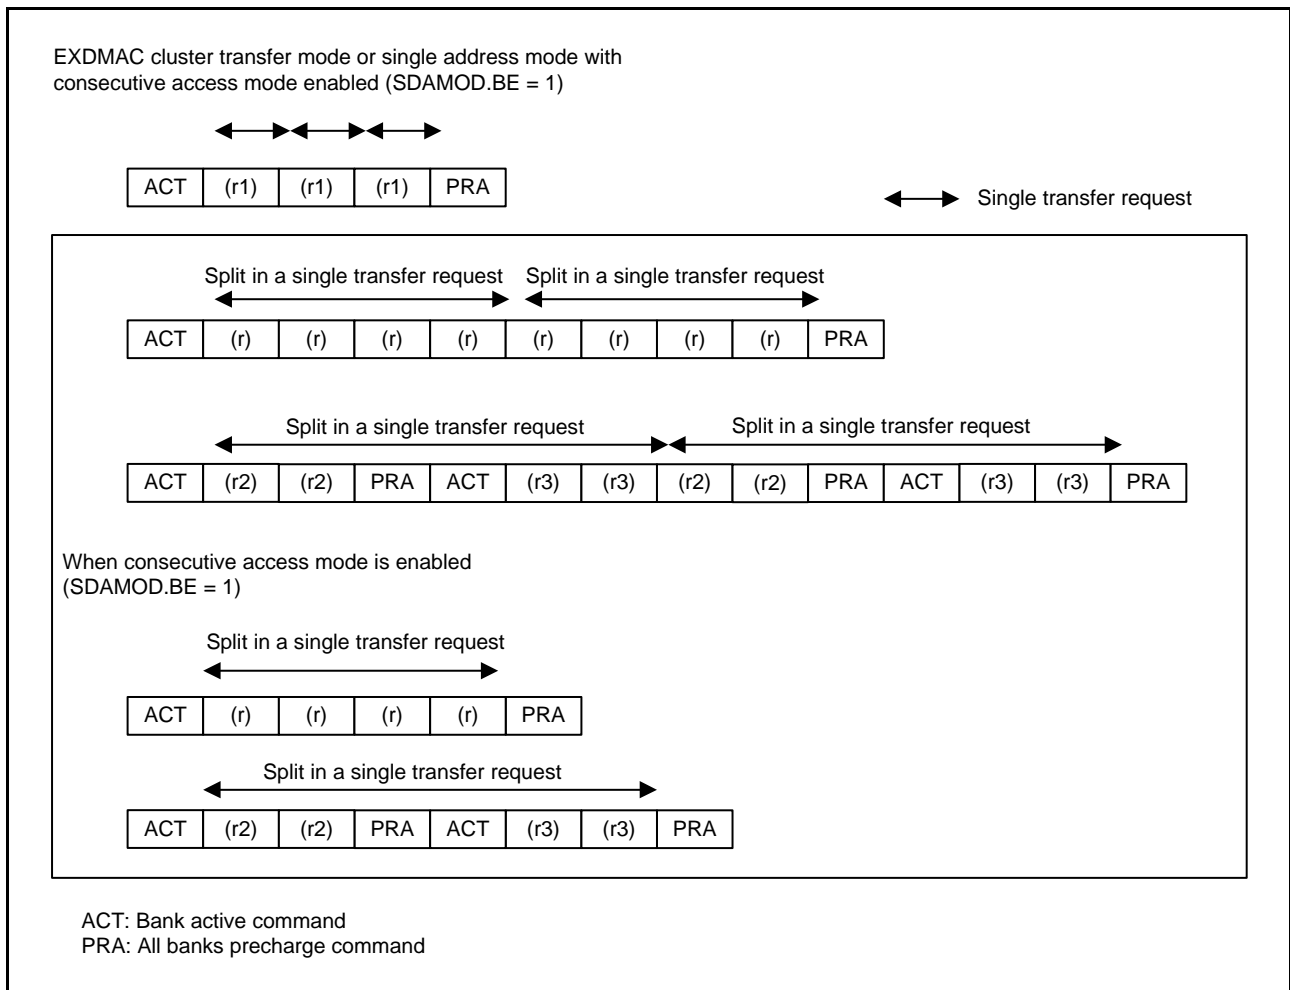 EXDMAC cluster transfer mode or single address mode with
consecutive access mode enabled (SDAMOD.BE = 1)
ACT (r1) (r1) (r1) PRA
Single transfer request
Split in a single transfer request Split in a single transfer request
ACT (r) (r) (r) (r) (r) (r) (r) (r) PRA
Split in a single transfer request Split in a single transfer request
ACT (r2) (r2) PRA ACT (r3) (r3) (r2) (r2) PRA ACT (r3) (r3) PRA
When consecutive access mode is enabled
(SDAMOD.BE = 1)
Split in a single transfer request
ACT (r) (r) (r) (r) PRA
Split in a single transfer request
ACT (r2) (r2) PRA ACT (r3) (r3) PRA
ACT: Bank active command
PRA: All banks precharge command